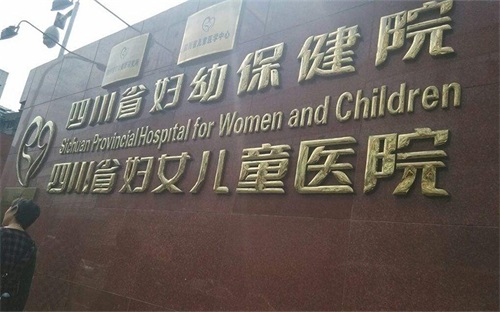 四川省妇幼保健院
Sichuan Provincial Hospital for Women and Children
四川省妇女儿童医院